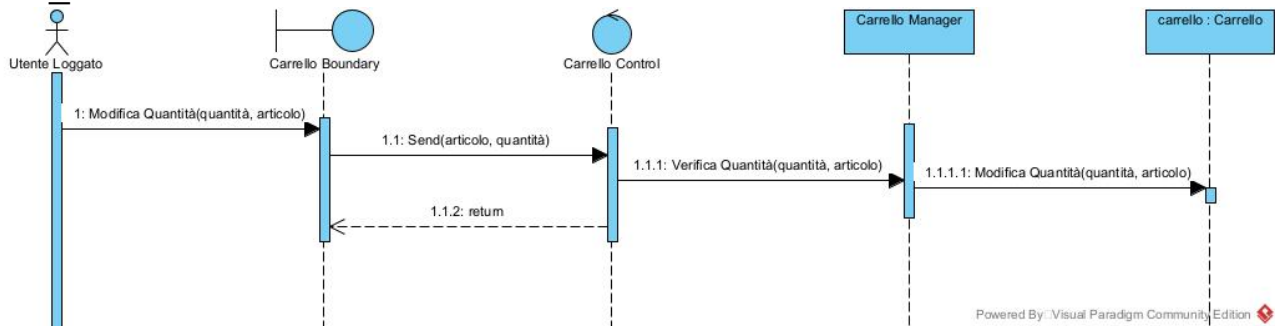 Utente Loggato
Carrello Boundary
Carrello Control
Carrello Manager
carrello : Carrello
1: Modifica Quantità(quantità, articolo)
1.1: Send(articolo, quantità)
1.1.1: Verifica Quantità(quantità, articolo)
1.1.1.1: Modifica Quantità(quantità, articolo)
1.1.2: return
Powered By Visual Paradigm Community Edition